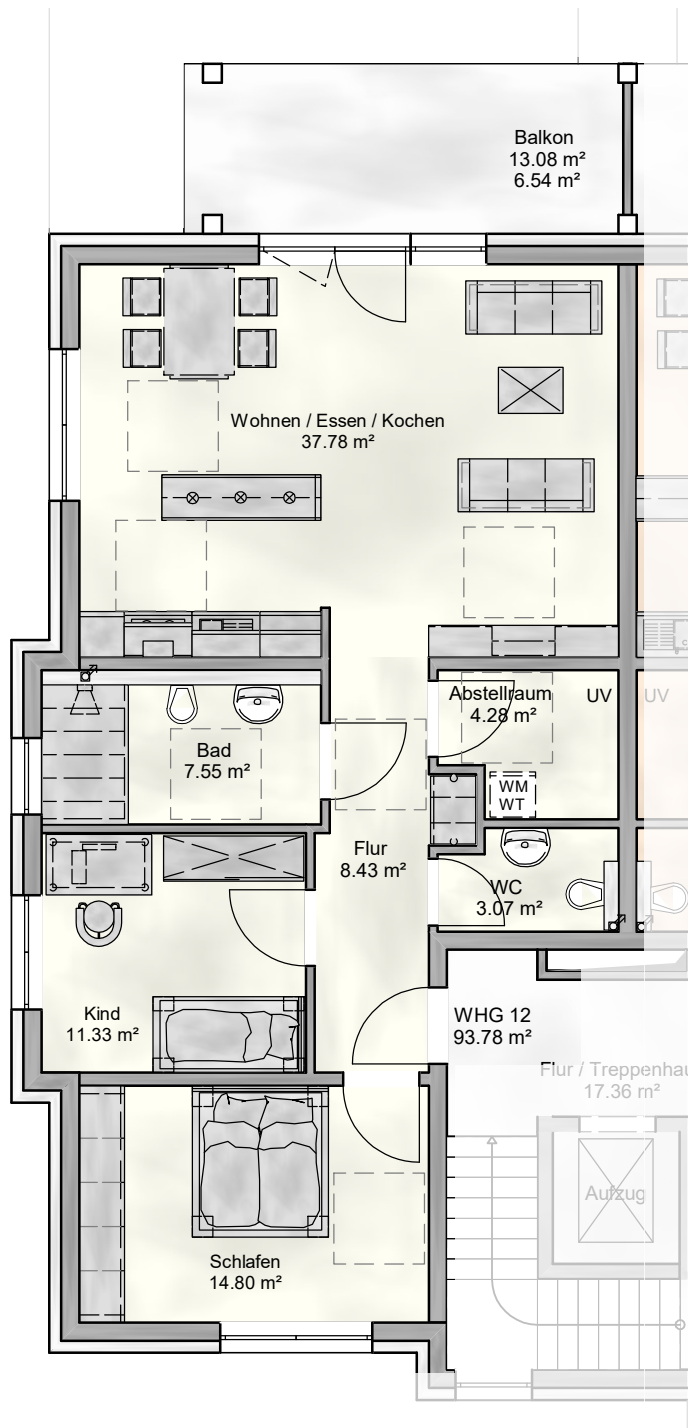 Balkon
13.08 m²
6.54 m²
Wohnen / Essen / Kochen
37.78 m²
Abstellraum
4.28 m²
UV
UV
Bad
7.55 m²
WM
WT
Flur
8.43 m²
WC
3.07 m²
Kind
11.33 m²
WHG 12
93.78 m²
Flur / Treppenhau
17.36 m²
Aufzug
Schlafen
14.80 m²